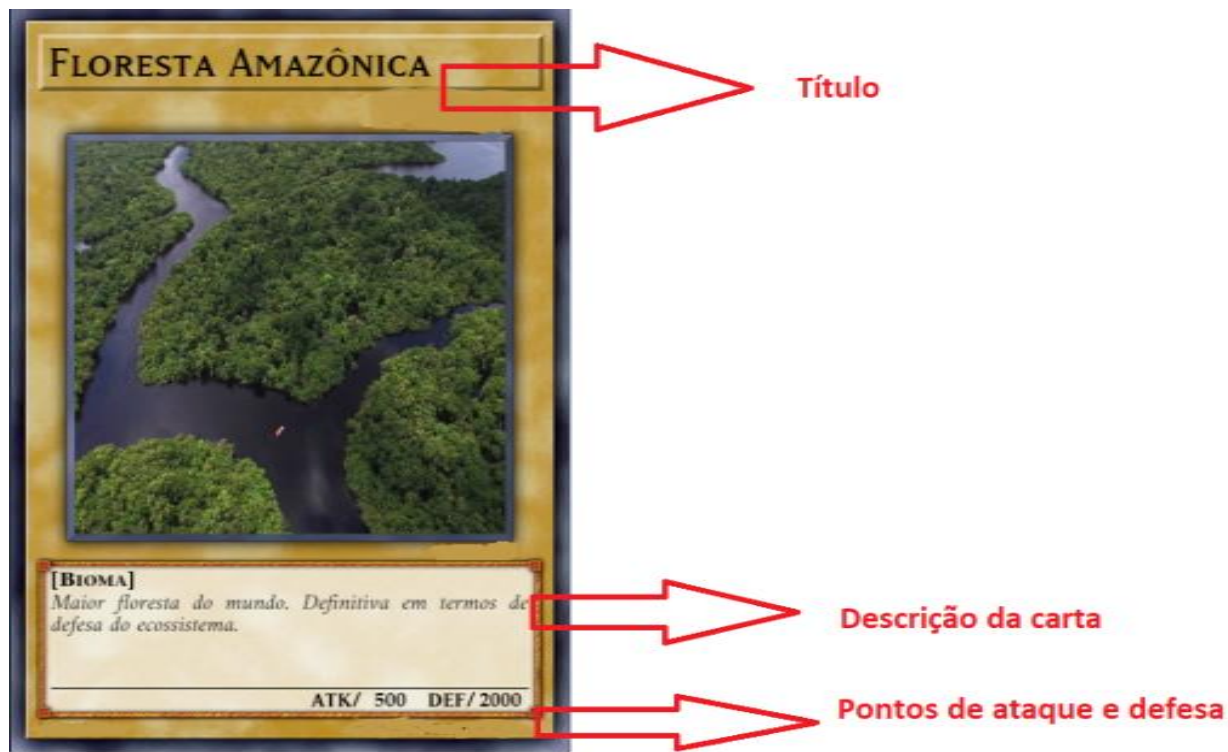 FLORESTA AMAZÔNICA
Título
[BIOMA]
Maior floresta do mundo. Definitiva em termos de
defesa do ecossistema.
Descrição da carta
ATK/ 500 DEF/2000
Pontos de ataque e defesa